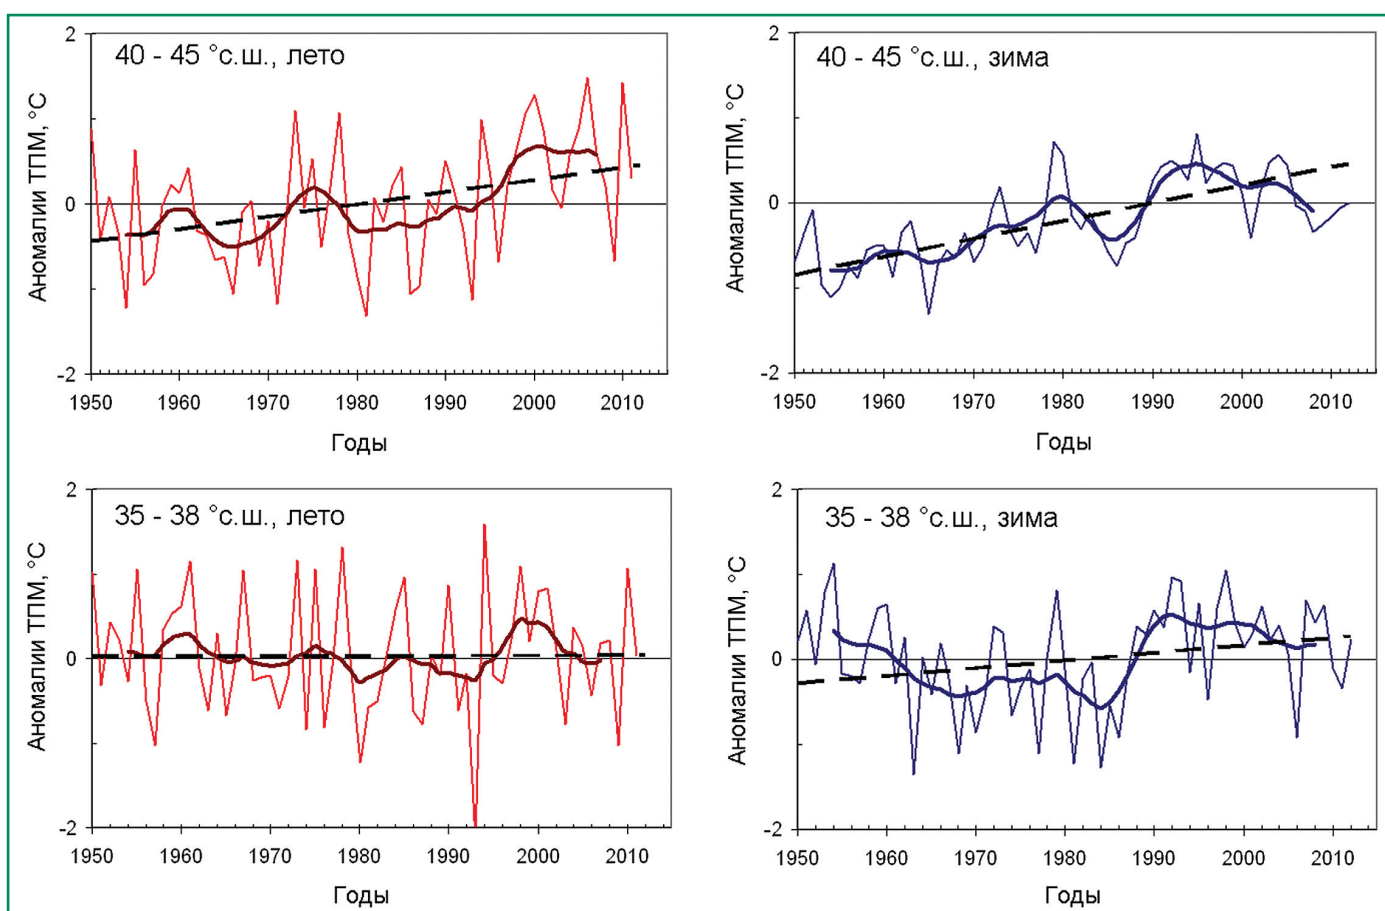 40 - 45 °с.ш., лето
Аномалии ТПМ, °С
2
0
-2
1950 1960 1970 1980 1990 2000 2010
Годы
40 - 45 °с.ш., зима
Аномалии ТПМ, °С
2
0
-2
1950 1960 1970 1980 1990 2000 2010
Годы
35 - 38 °с.ш., лето
Аномалии ТПМ, °С
2
0
-2
1950 1960 1970 1980 1990 2000 2010
Годы
35 - 38 °с.ш., зима
Аномалии ТПМ, °С
2
0
-2
1950 1960 1970 1980 1990 2000 2010
Годы